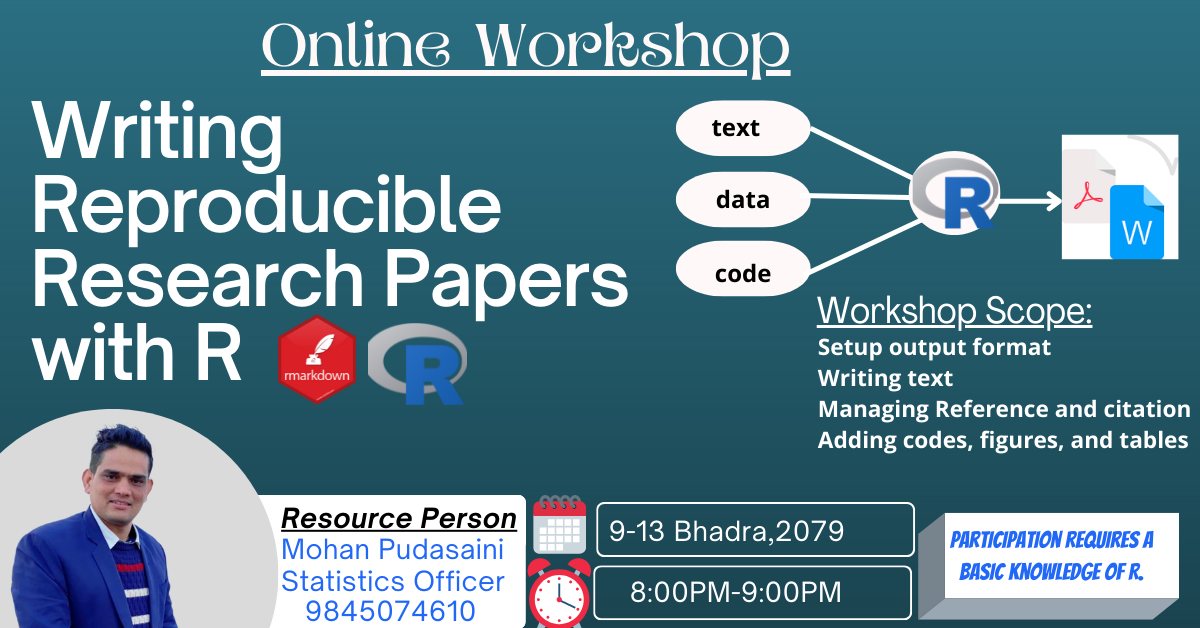 Online Workshop
Writing
Reproducible
Research Papers
with R
rmarkdown
R
text
data
code
R
W
Workshop Scope:
Setup output format
Writing text
Managing Reference and citation
Adding codes, figures, and tables
Resource Person
Mohan Pudasaini
Statistics Officer
9845074610
9-13 Bhadra,2079
8:00PM-9:00PM
PARTICIPATION REQUIRES A
BASIC KNOWLEDGE OF R.